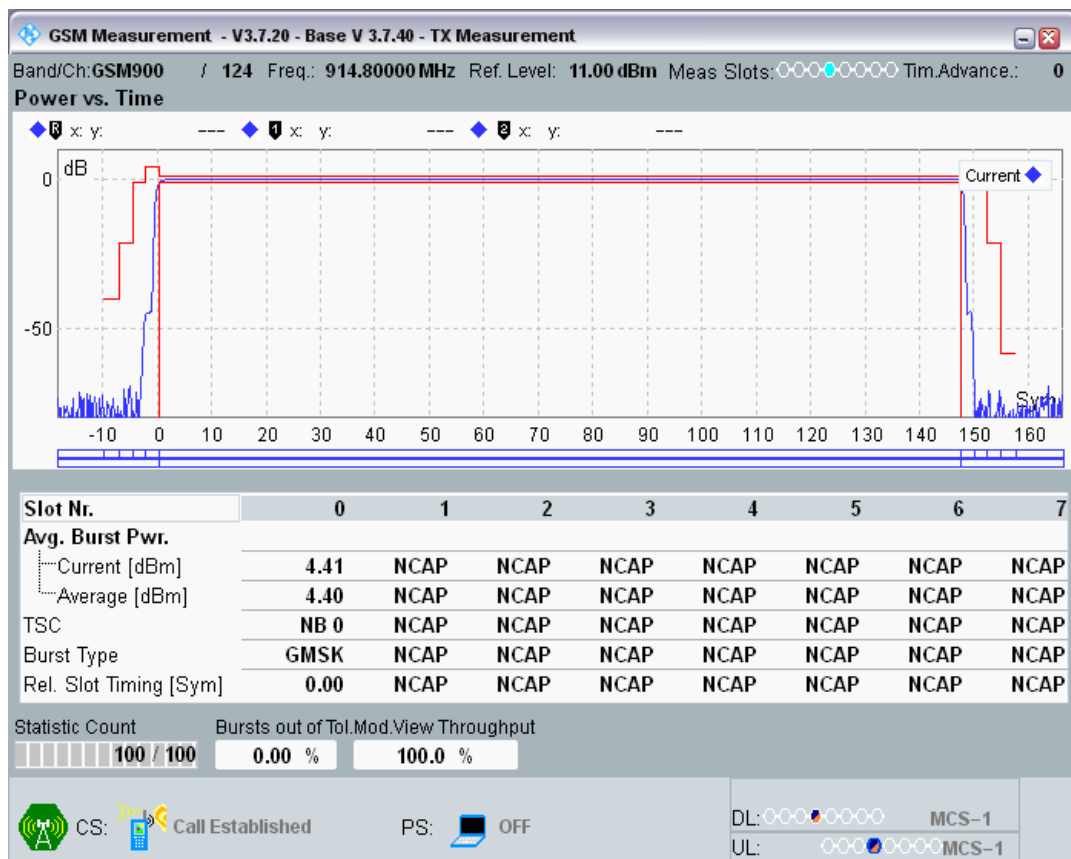 GSM Measurement - V3.7.20 - Base V 3.7.40 - TX Measurement
Band/Ch:GSM900 / 124 Freq.: 914.80000 MHz Ref. Level: 11.00 dBm Meas Slots: Tim.Advance.: 0
Power vs. Time
R x: y: --- 1 x: y: --- 2 x: y: ---
dB
Current
0
-50
Sym
-10 0 10 20 30 40 50 60 70 80 90 100 110 120 130 140 150 160
Slot Nr. 0 1 2 3 4 5 6 7
Avg. Burst Pwr.
Current [dBm] 4.41 NCAP NCAP NCAP NCAP NCAP NCAP NCAP
Average [dBm] 4.40 NCAP NCAP NCAP NCAP NCAP NCAP NCAP
TSC NB 0 NCAP NCAP NCAP NCAP NCAP NCAP NCAP
Burst Type GMSK NCAP NCAP NCAP NCAP NCAP NCAP NCAP
Rel. Slot Timing [Sym] 0.00 NCAP NCAP NCAP NCAP NCAP NCAP NCAP
Statistic Count Bursts out of Tol.Mod.View Throughput
100 / 100 0.00 % 100.0 %
CS: Call Established PS: OFF
DL: MCS-1
UL: MCS-1